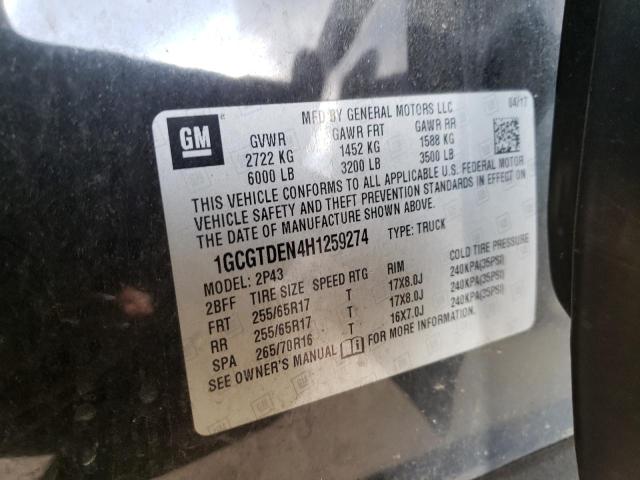 GM
MFD BY GENERAL MOTORS LLC 04/17
GVWR GAWR FRT GAWR RR
2722 KG 1452 KG 1588 KG
6000 LB 3200 LB 3500 LB
THIS VEHICLE CONFORMS TO ALL APPLICABLE U.S. FEDERAL MOTOR
VEHICLE SAFETY AND THEFT PREVENTION STANDARDS IN EFFECT ON
THE DATE OF MANUFACTURE SHOWN ABOVE.
1GCGTDEN4H1259274 TYPE: TRUCK
MODEL: 2P43
2BFF TIRE SIZE SPEED RTG RIM COLD TIRE PRESSURE
FRT 255/65R17 T 17X8.0J 240KPA(35PSI)
RR 255/65R17 T 17X8.0J 240KPA(35PSI)
SPA 265/70R16 T 16X7.0J 240KPA(35PSI)
SEE OWNER'S MANUAL FOR MORE INFORMATION.